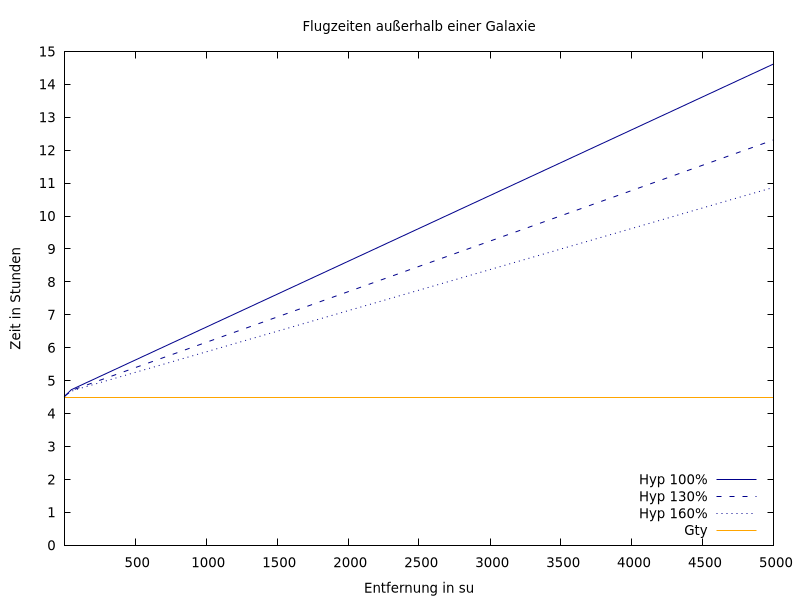 Flugzeiten außerhalb einer Galaxie
15
14
13
12
11
10
9
8
7
6
5
4
3
2
1
0
Zeit in Stunden
Hyp 100%
Hyp 130%
Hyp 160%
Gty
500 1000 1500 2000 2500 3000 3500 4000 4500 5000
Entfernung in su